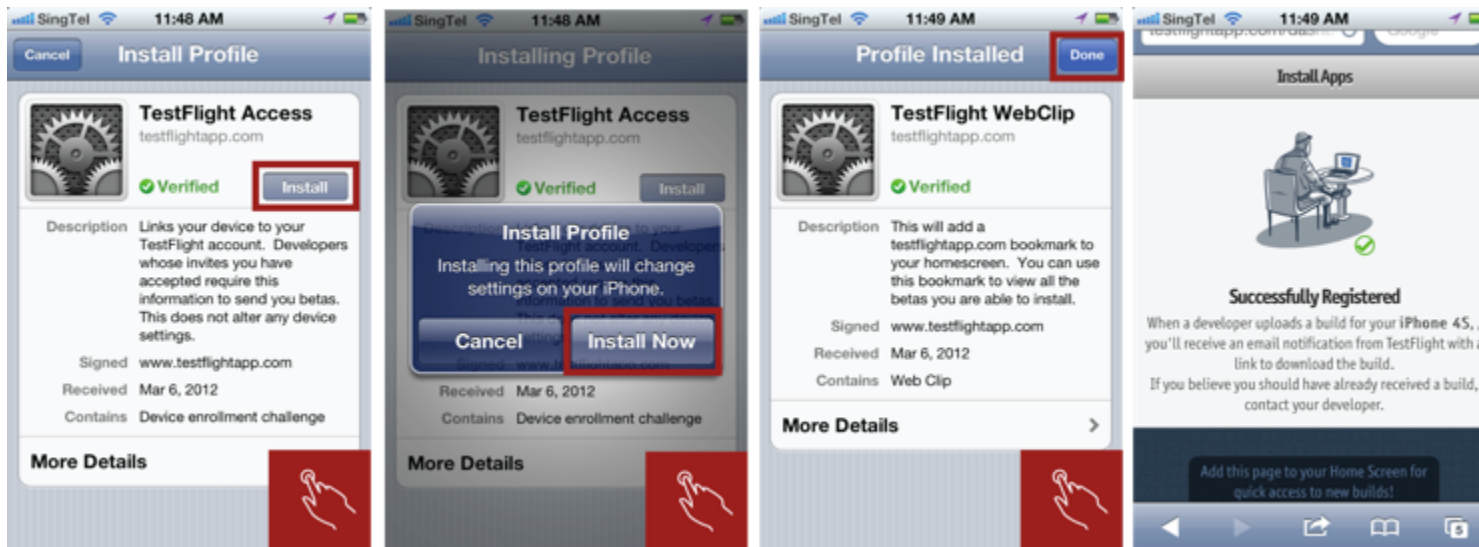 SingTel 11:48 AM
Cancel Install Profile
TestFlight Access
testflightapp.com
Verified Install
Description Links your device to your
TestFlight account. Developers
whose invites you have
accepted require this
information to send you betas.
This does not alter any device
settings.
Signed www.testflightapp.com
Received Mar 6, 2012
Contains Device enrollment challenge
More Details
SingTel 11:48 AM
Installing Profile
TestFlight Access
testflightapp.com
Verified Install
Install Profile
Installing this profile will change
settings on your iPhone.
Cancel Install Now
Received Mar 6, 2012
Contains Device enrollment challenge
More Details
SingTel 11:49 AM
Profile Installed Done
TestFlight WebClip
testflightapp.com
Verified
Description This will add a
testflightapp.com bookmark to
your homescreen. You can use
this bookmark to view all the
betas you are able to install.
Signed www.testflightapp.com
Received Mar 6, 2012
Contains Web Clip
More Details
SingTel 11:49 AM
Install Apps
Successfully Registered
When a developer uploads a build for your iPhone 4S,
you'll receive an email notification from TestFlight with a
link to download the build.
If you believe you should have already received a build,
contact your developer.
Add this page to your Home Screen for
quick access to new builds!
5